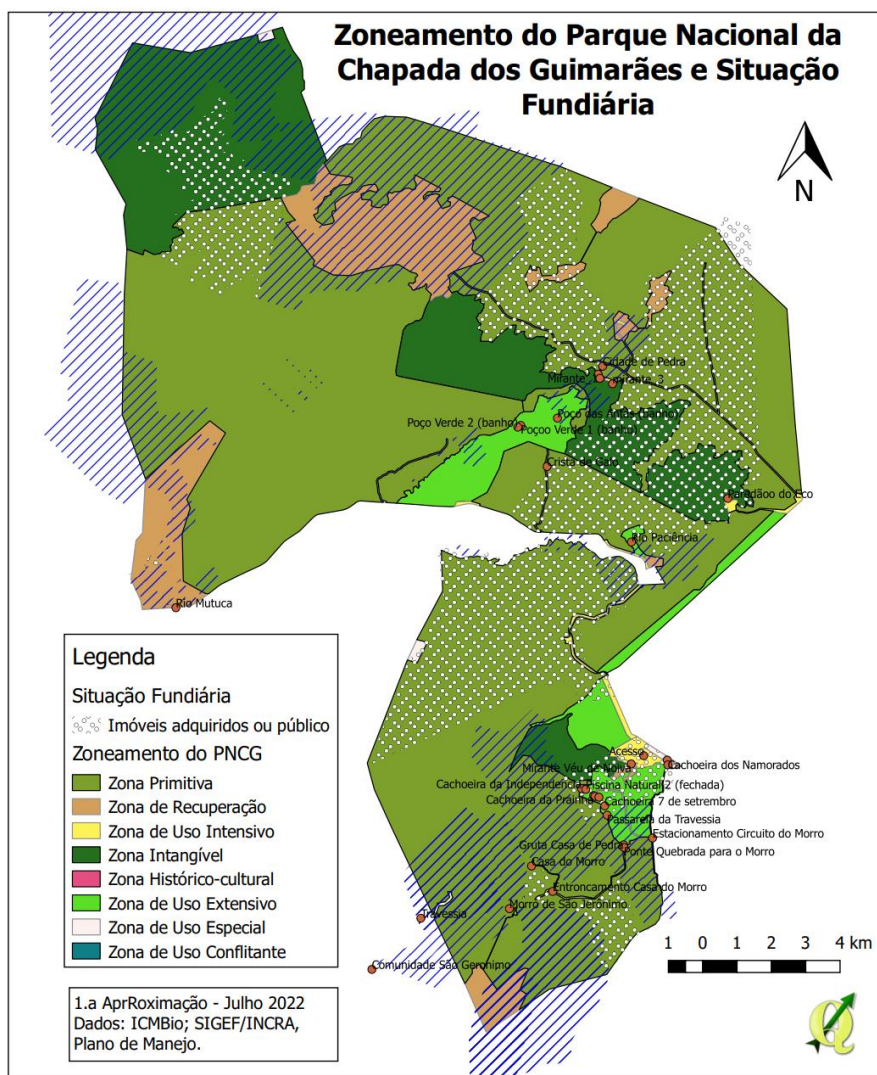 Zoneamento do Parque Nacional da
Chapada dos Guimarães e Situação
Fundiária
N
Cidade de Pedra
Mirante
mirante_3
Poço das Antas (banho)
Poço Verde 2 (banho)
Poçoo Verde 1 (banho)
Crista de Galo
Paredãoo do Eco
Rio Paciência
Rio Mutuca
Legenda
Situação Fundiária
Imóveis adquiridos ou público
Zoneamento do PNCG
Zona Primitiva
Zona de Recuperação
Zona de Uso Intensivo
Zona Intangível
Zona Histórico-cultural
Zona de Uso Extensivo
Zona de Uso Especial
Zona de Uso Conflitante
Acesso
Mirante Véu de Noiva
Cachoeira dos Namorados
Cachoeira da Independência
Piscina Natural 2 (fechada)
Cachoeira da Prainha
Cachoeira 7 de setrembro
Passarela da Travessia
Estacionamento Circuito do Morro
Gruta Casa de Pedra
Ponte Quebrada para o Morro
Casa do Morro
Entroncamento Casa do Morro
Morro de São Jerônimo
Travessia
Comunidade São Geronimo
1 0 1 2 3 4 km
1.a AprRoximação - Julho 2022
Dados: ICMBio; SIGEF/INCRA,
Plano de Manejo.